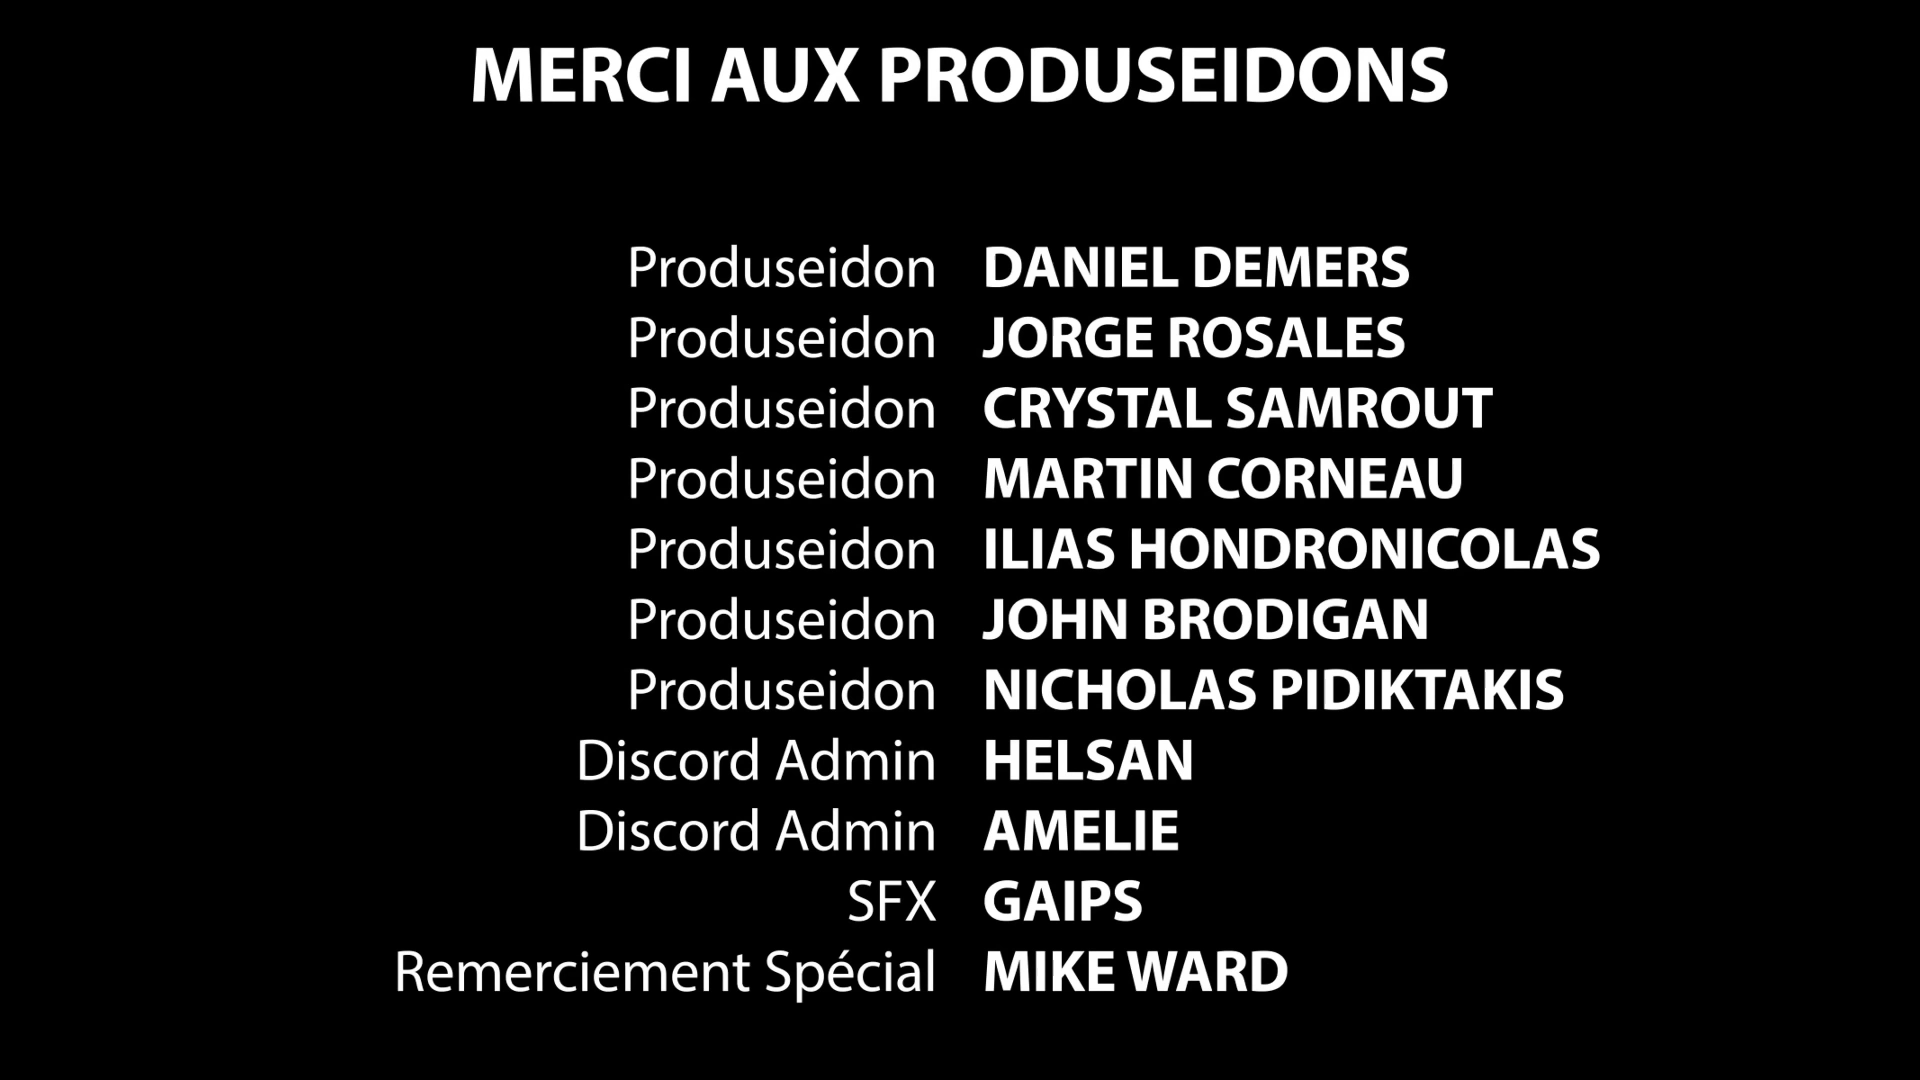 MERCI AUX PRODUSEIDONS
Produseidon DANIEL DEMERS
Produseidon JORGE ROSALES
Produseidon CRYSTAL SAMROUT
Produseidon MARTIN CORNEAU
Produseidon ILIAS HONDRONICOLAS
Produseidon JOHN BRODIGAN
Produseidon NICHOLAS PIDIKTAKIS
Discord Admin HELSAN
Discord Admin AMELIE
SFX GAIPS
Remerciement Spécial MIKE WARD